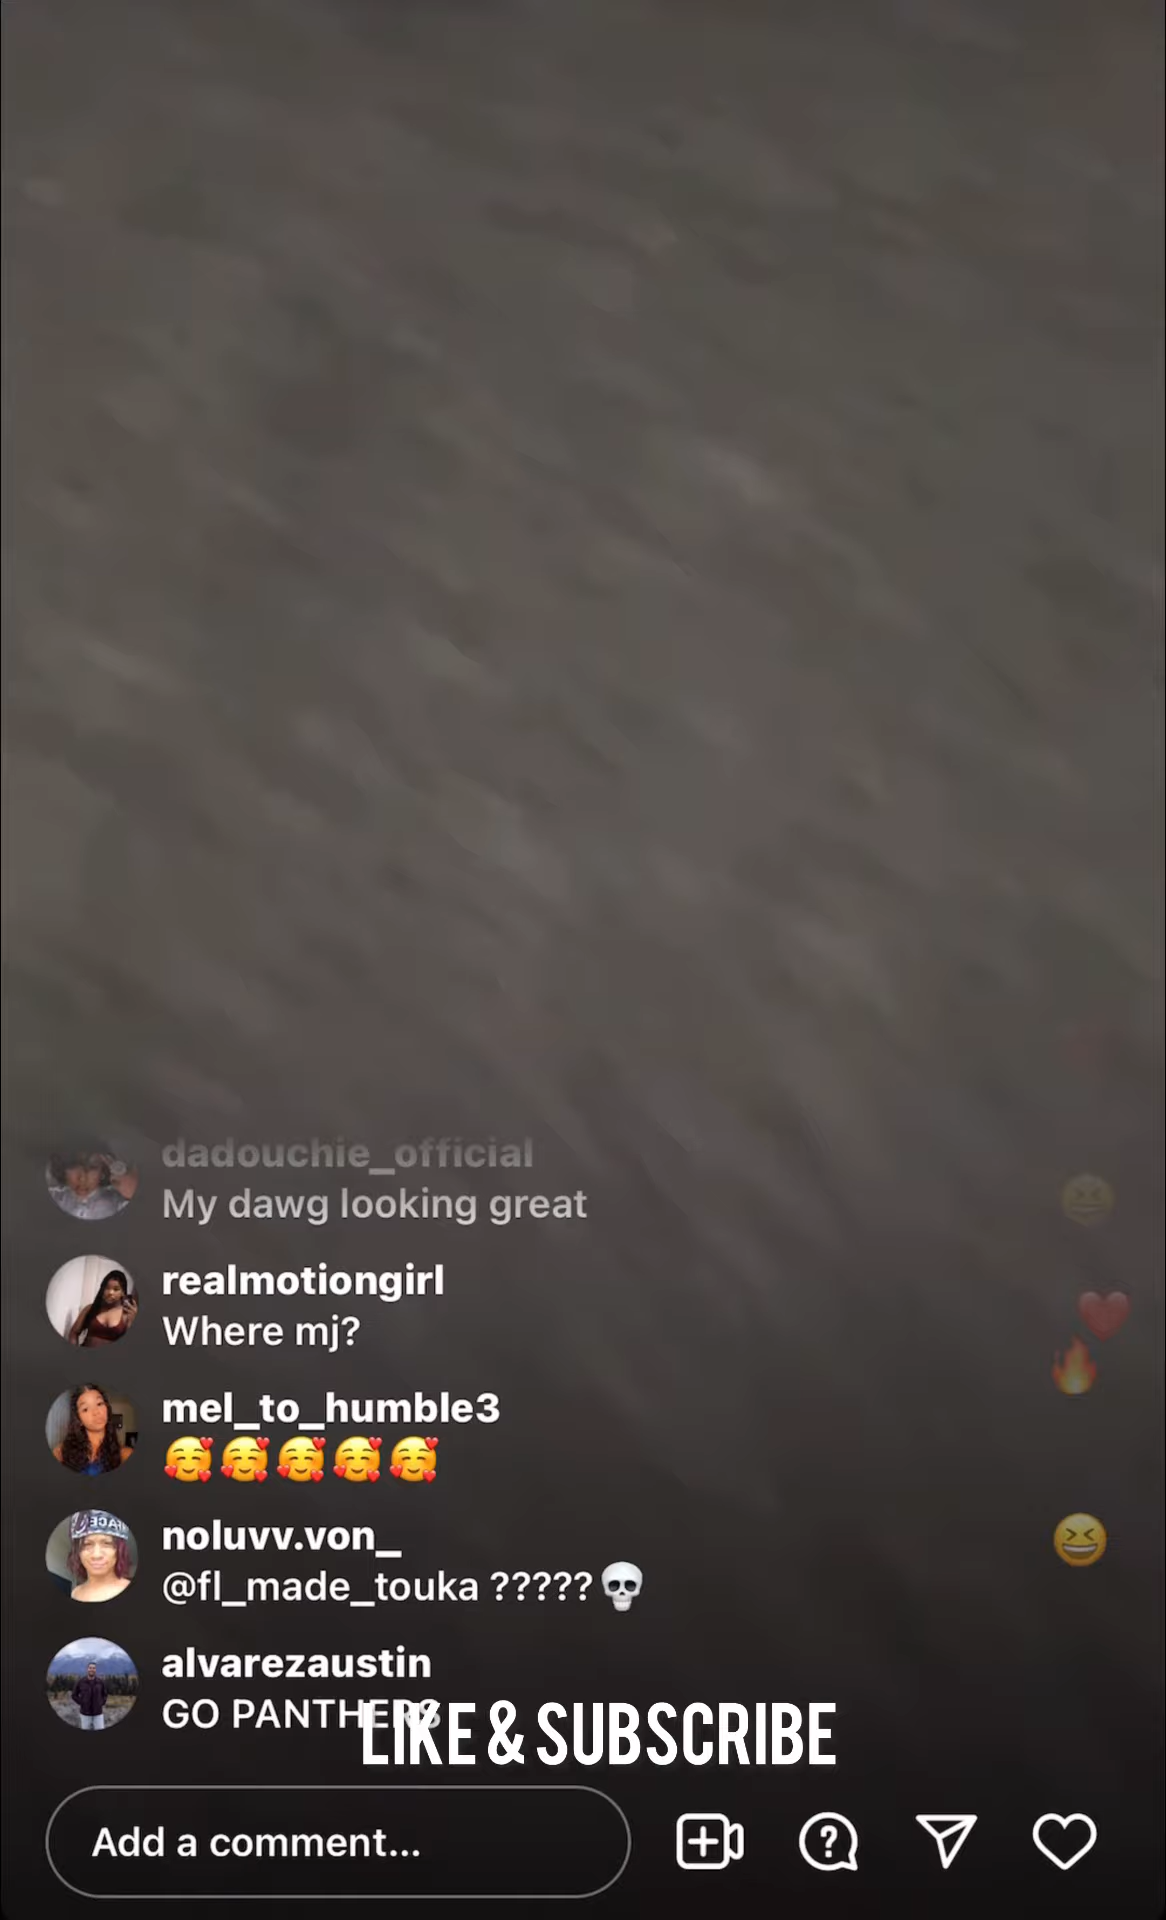 dadouchie_official
My dawg looking great
realmotiongirl
Where mj?
mel_to_humble3
🥰🥰🥰🥰🥰
noluvv.von_
@fl_made_touka ?????💀
alvarezaustin
GO PANTHERS
LIKE & SUBSCRIBE
Add a comment...